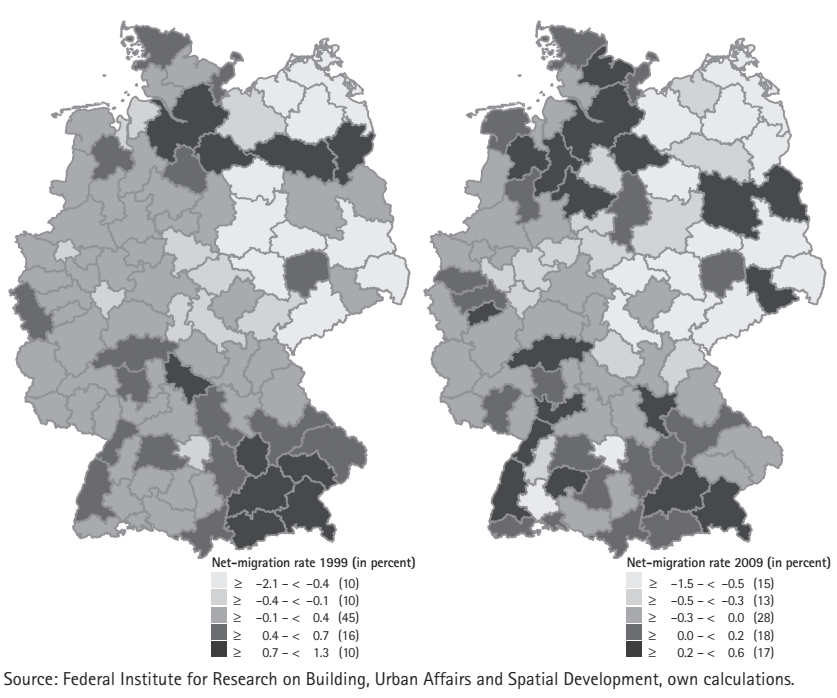 Net-migration rate 1999 (in percent)
≥ -2.1 - < -0.4 (10)
≥ -0.4 - < -0.1 (10)
≥ -0.1 - < 0.4 (45)
≥ 0.4 - < 0.7 (16)
≥ 0.7 - < 1.3 (10)
Net-migration rate 2009 (in percent)
≥ -1.5 - < -0.5 (15)
≥ -0.5 - < -0.3 (13)
≥ -0.3 - < 0.0 (28)
≥ 0.0 - < 0.2 (18)
≥ 0.2 - < 0.6 (17)
Source: Federal Institute for Research on Building, Urban Affairs and Spatial Development, own calculations.